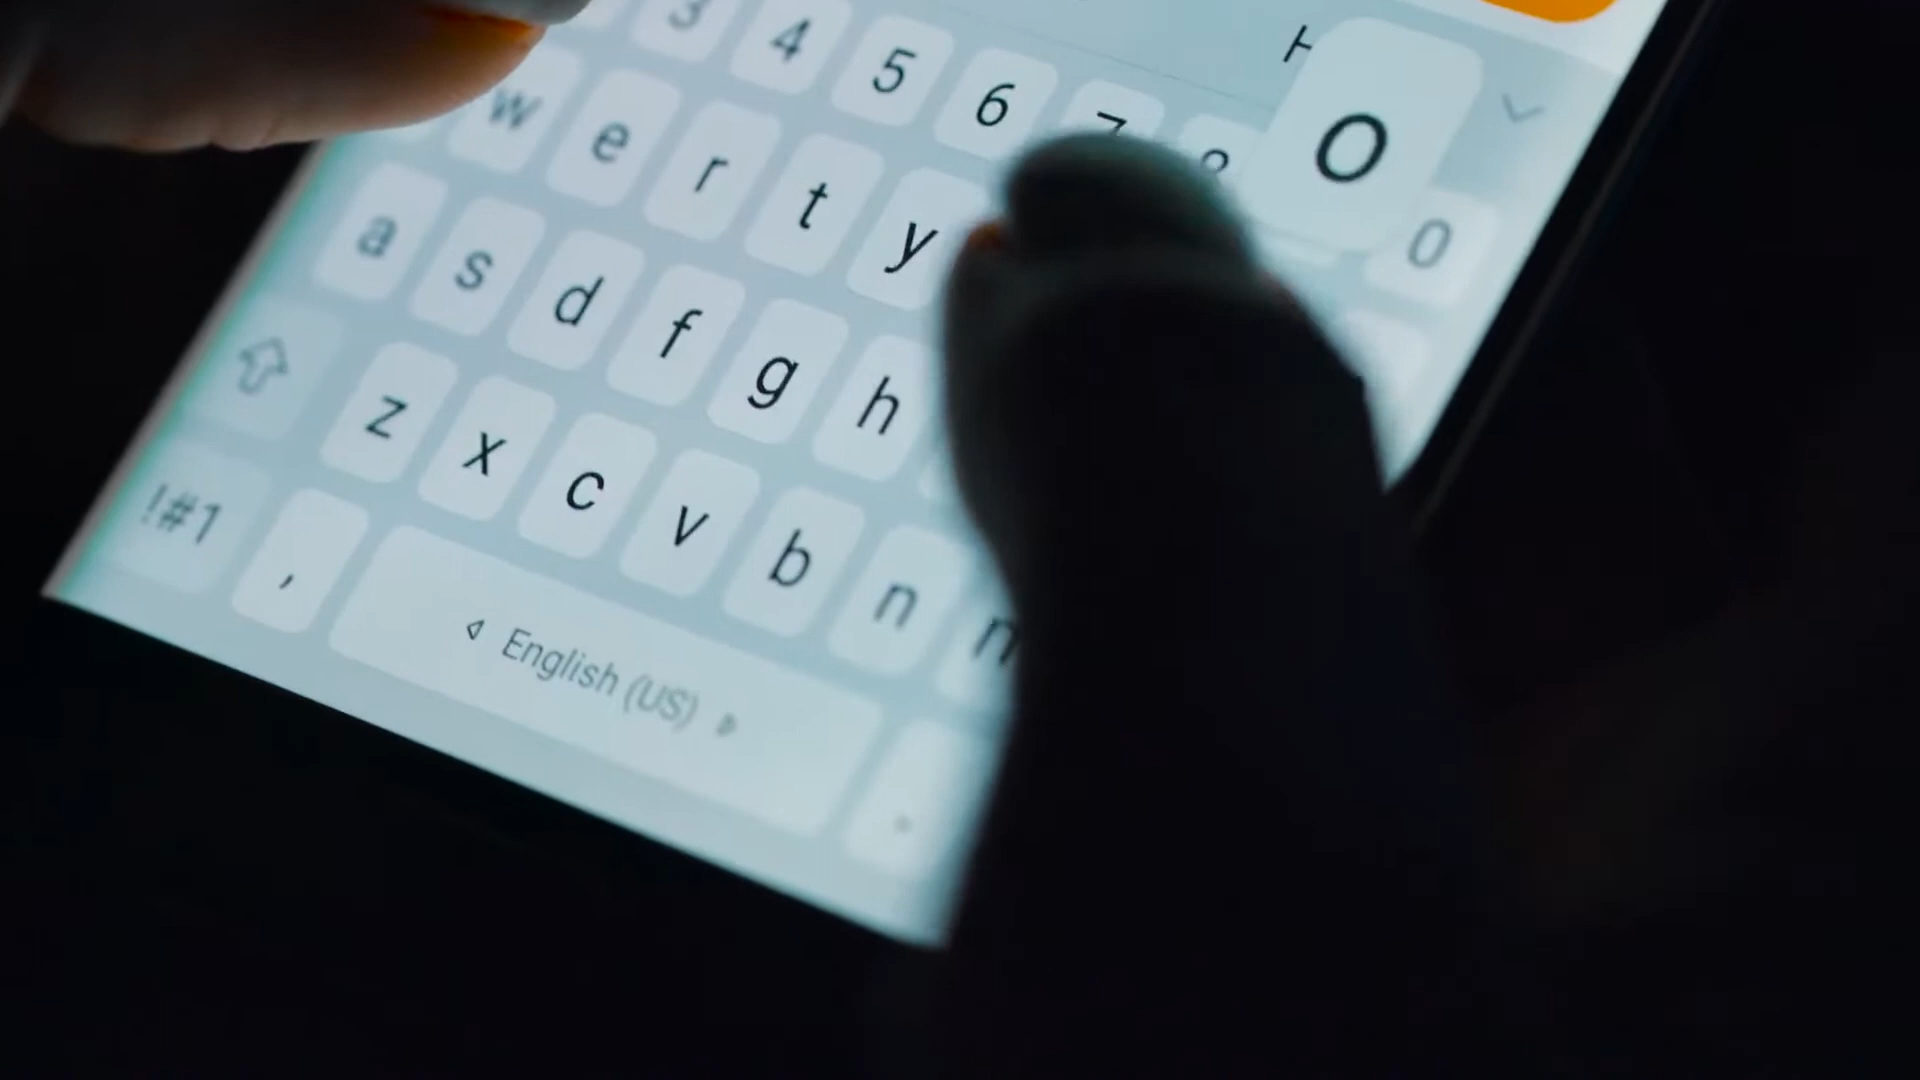 H
o
3 4 5 6 7 8 0
w e r t y
a s d f g h
z x c v b n
!#1 , English (US) .